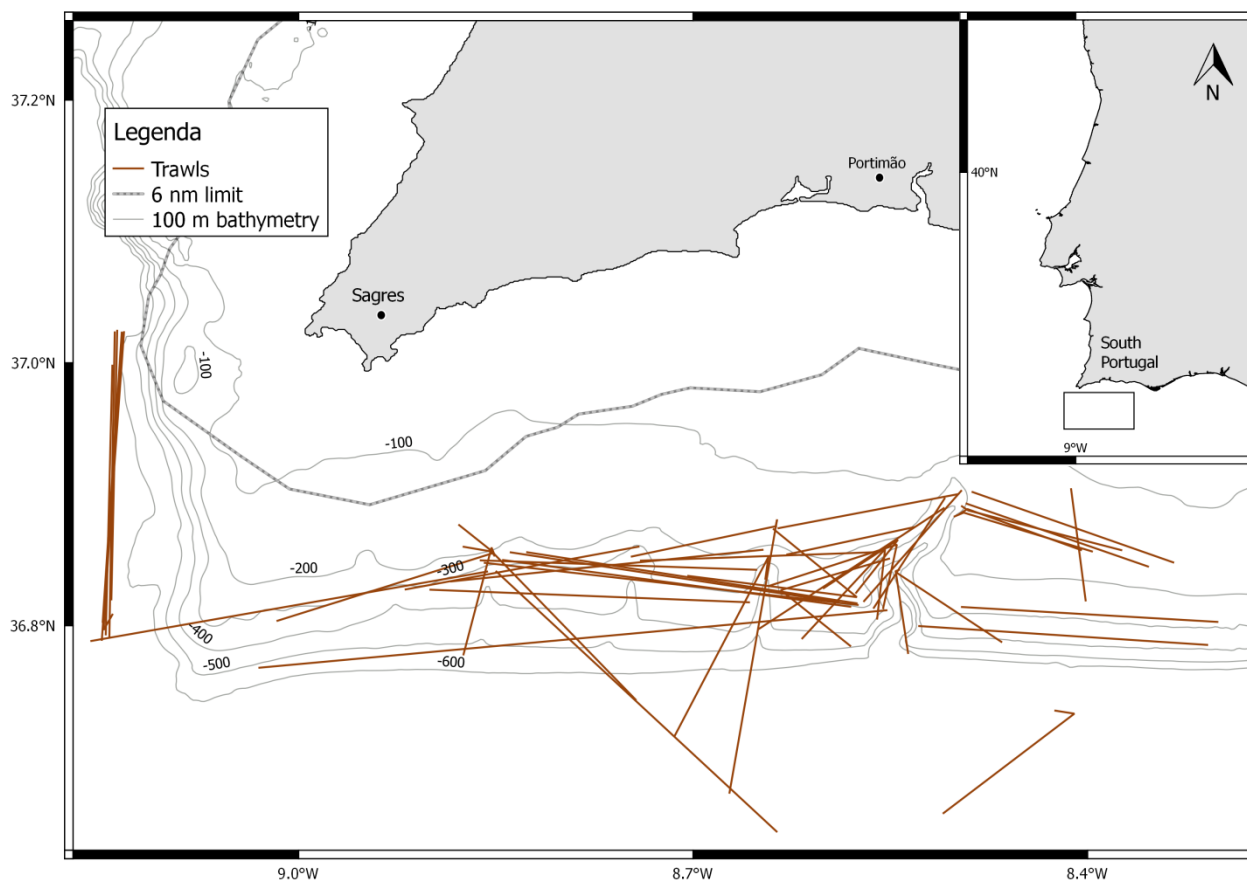 37.2°N
37.0°N
36.8°N
Legenda
Trawls
6 nm limit
100 m bathymetry
Portimão
Sagres
-100
-100
-200
-300
-400
-500
-600
N
40°N
South
Portugal
9°W
9.0°W
8.7°W
8.4°W